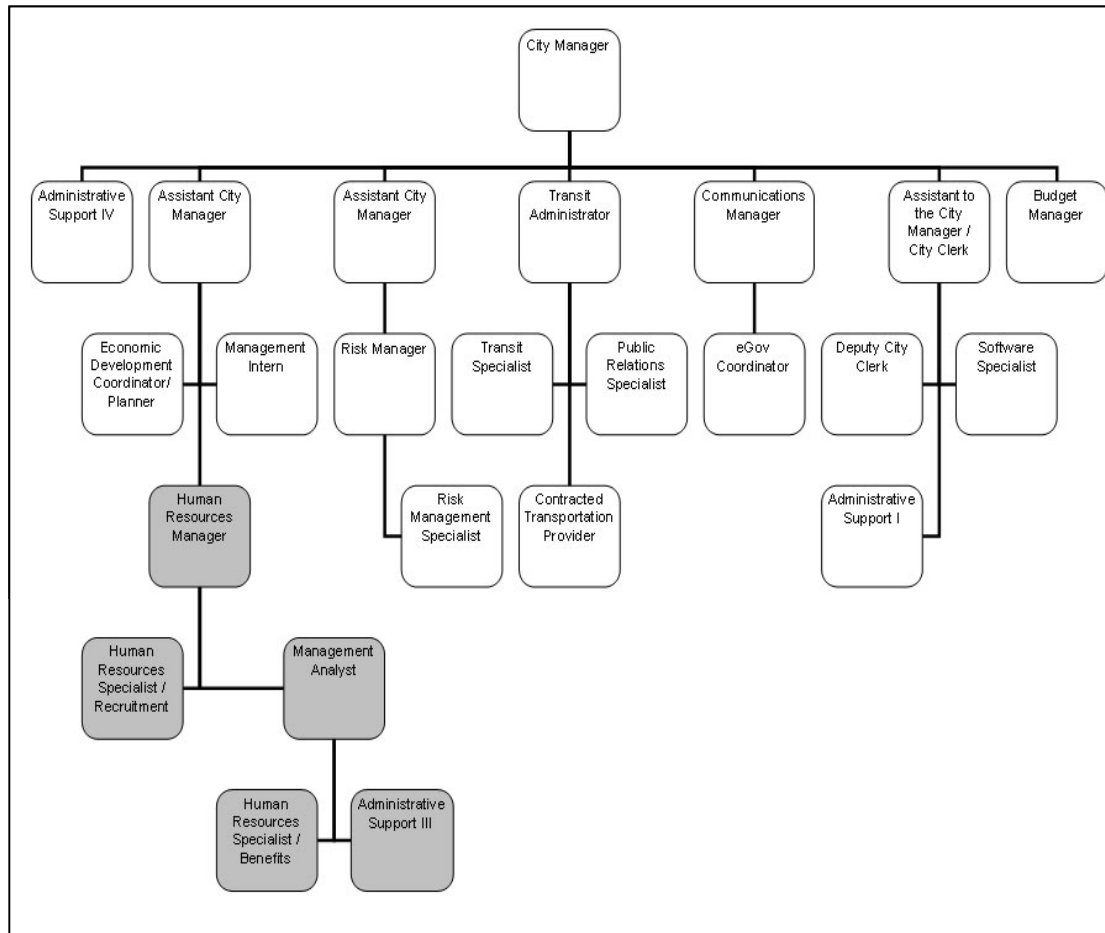 City Manager
Administrative
Support IV
Assistant City
Manager
Assistant City
Manager
Transit
Administrator
Communications
Manager
Assistant to
the City
Manager /
City Clerk
Budget
Manager
Economic
Development
Coordinator/
Planner
Management
Intern
Risk Manager
Transit
Specialist
Public
Relations
Specialist
eGov
Coordinator
Deputy City
Clerk
Software
Specialist
Human
Resources
Manager
Risk
Management
Specialist
Contracted
Transportation
Provider
Administrative
Support I
Human
Resources
Specialist /
Recruitment
Management
Analyst
Human
Resources
Specialist /
Benefits
Administrative
Support III